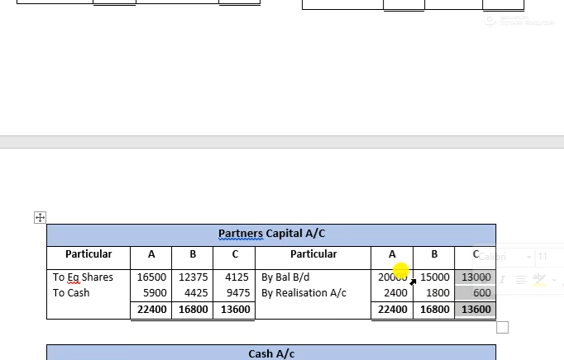 Partners Capital A/C
Particular A B C Particular A B C
To Eq Shares 16500 12375 4125 By Bal B/d 20000 15000 13000
To Cash 5900 4425 9475 By Realisation A/c 2400 1800 600
22400 16800 13600 22400 16800 13600
Cash A/c